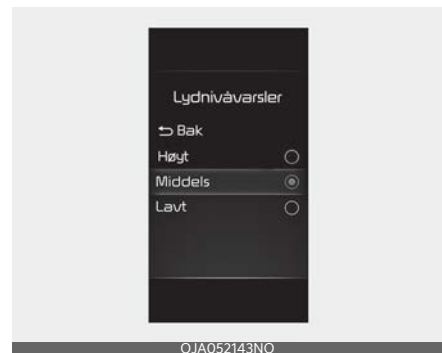 Lydnivåvarsler
⮌ Bak
Høyt
Middels
Lavt
OJA052143NO